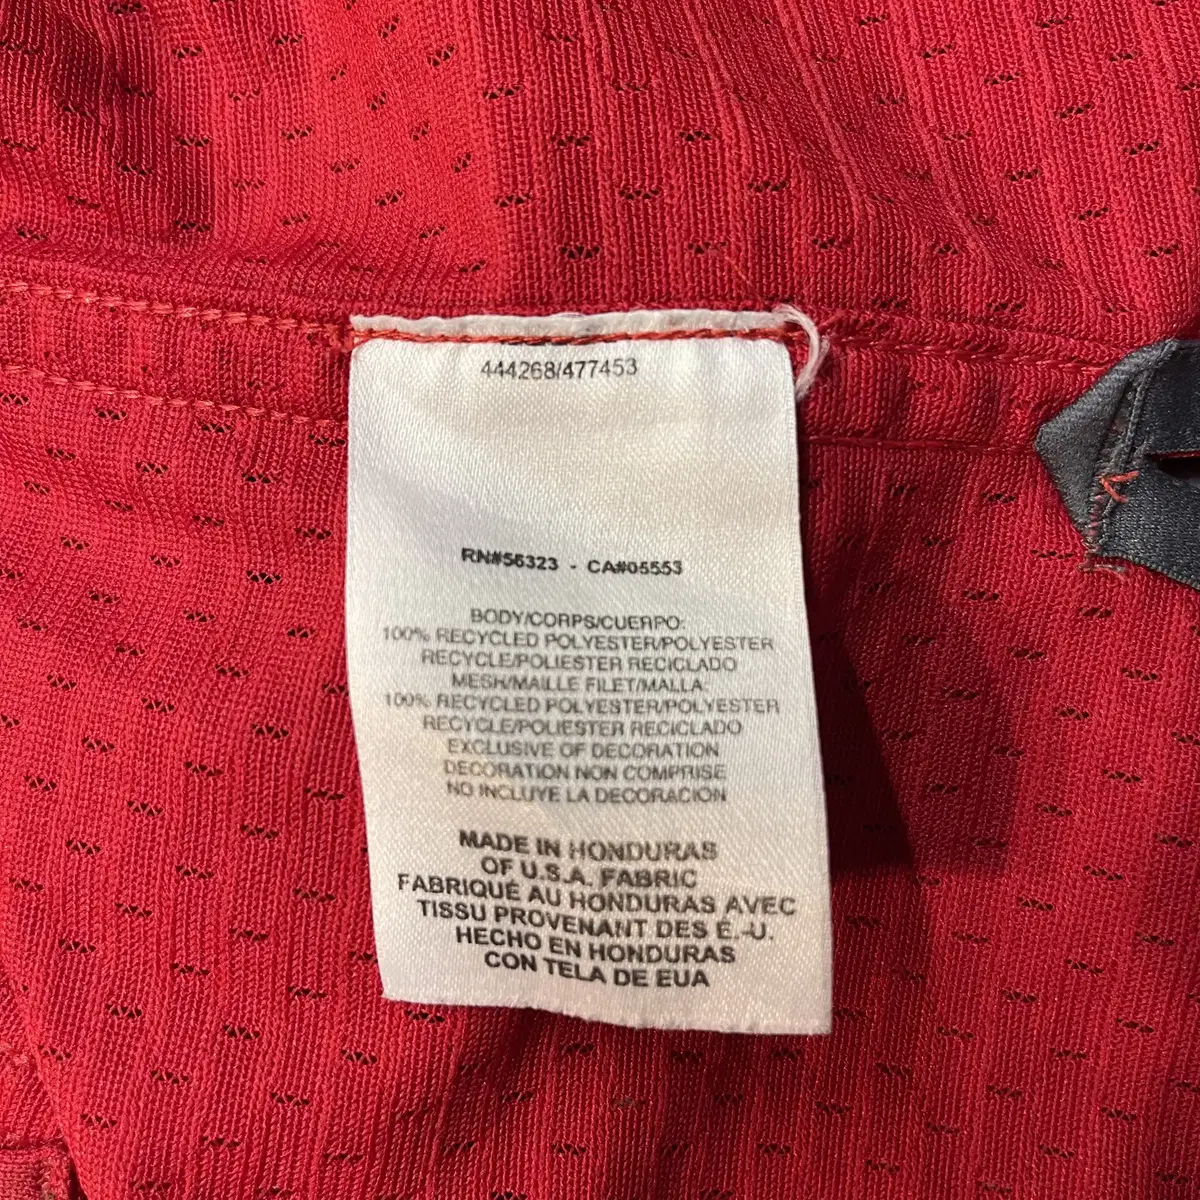 444268/477453
RN#56323 - CA#05553
BODY/CORPS/CUERPO:
100% RECYCLED POLYESTER/POLYESTER
RECYCLE/POLIESTER RECICLADO
MESH/MAILLE FILET/MALLA:
100% RECYCLED POLYESTER/POLYESTER
RECYCLE/POLIESTER RECICLADO
EXCLUSIVE OF DECORATION
DECORATION NON COMPRISE
NO INCLUYE LA DECORACION
MADE IN HONDURAS
OF U.S.A. FABRIC
FABRIQUÉ AU HONDURAS AVEC
TISSU PROVENANT DES É.-U.
HECHO EN HONDURAS
CON TELA DE EUA